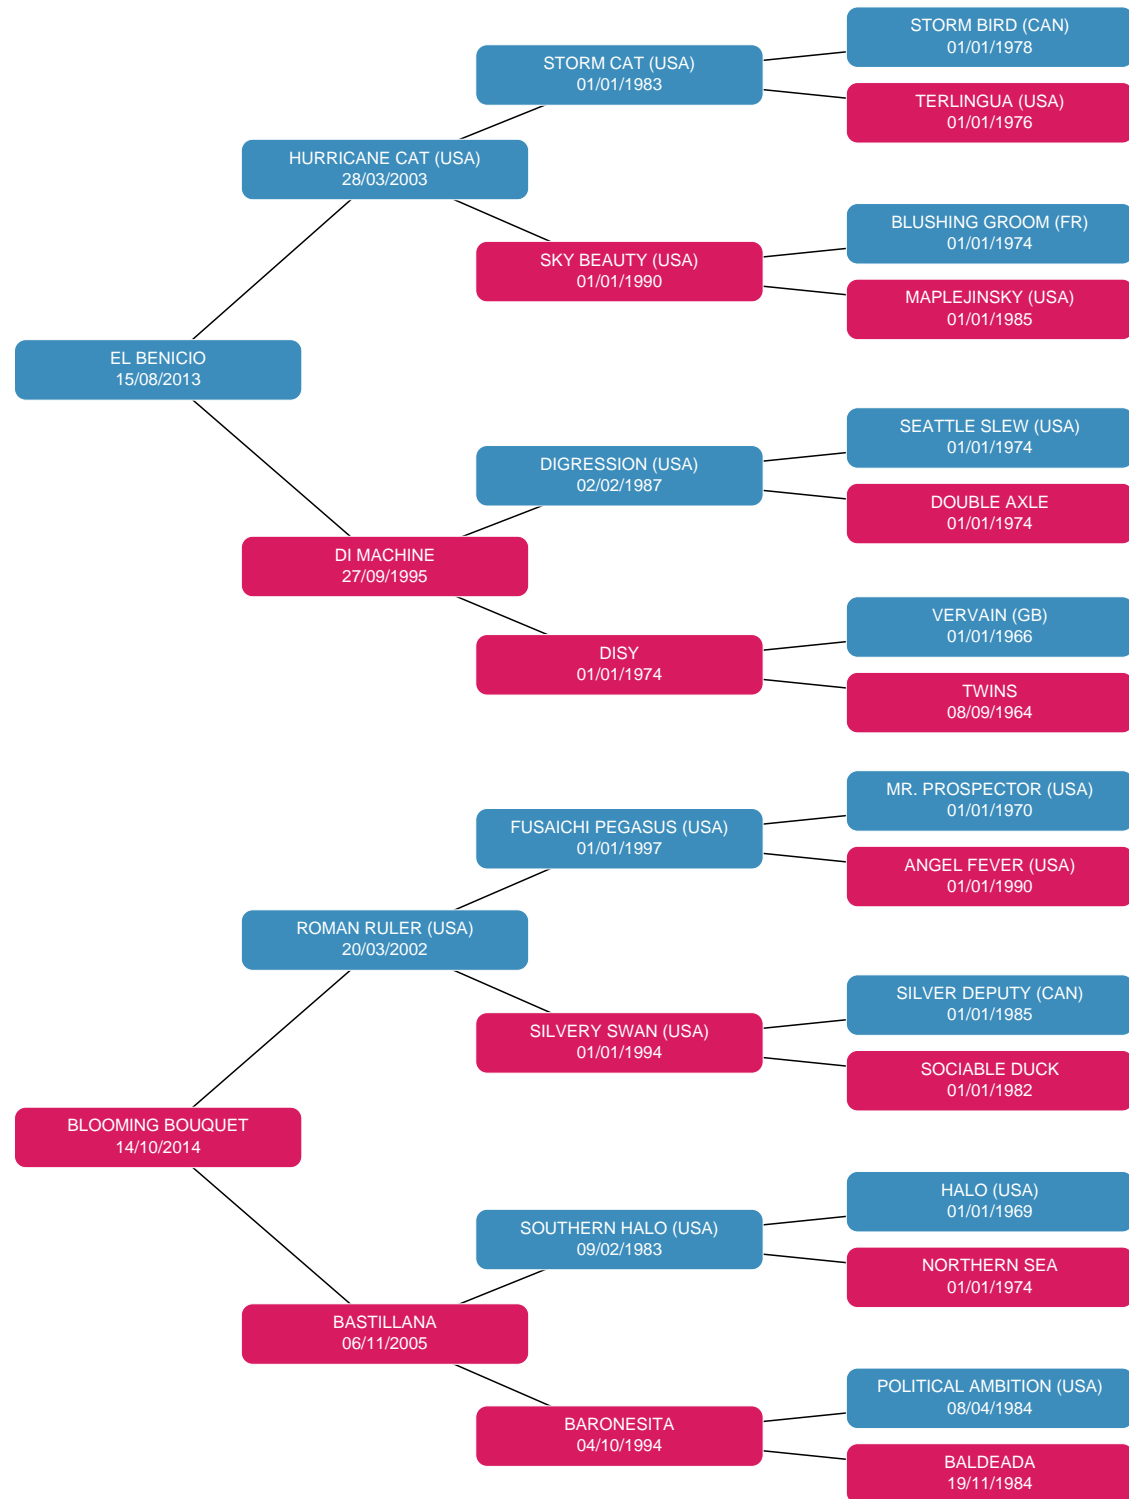 STORM BIRD (CAN)
01/01/1978
STORM CAT (USA)
01/01/1983
TERLINGUA (USA)
01/01/1976
HURRICANE CAT (USA)
28/03/2003
BLUSHING GROOM (FR)
01/01/1974
SKY BEAUTY (USA)
01/01/1990
MAPLEJINSKY (USA)
01/01/1985
EL BENICIO
15/08/2013
SEATTLE SLEW (USA)
01/01/1974
DIGRESSION (USA)
02/02/1987
DOUBLE AXLE
01/01/1974
DI MACHINE
27/09/1995
VERVAIN (GB)
01/01/1966
DISY
01/01/1974
TWINS
08/09/1964
MR. PROSPECTOR (USA)
01/01/1970
FUSAICHI PEGASUS (USA)
01/01/1997
ANGEL FEVER (USA)
01/01/1990
ROMAN RULER (USA)
20/03/2002
SILVER DEPUTY (CAN)
01/01/1985
SILVERY SWAN (USA)
01/01/1994
SOCIABLE DUCK
01/01/1982
BLOOMING BOUQUET
14/10/2014
HALO (USA)
01/01/1969
SOUTHERN HALO (USA)
09/02/1983
NORTHERN SEA
01/01/1974
BASTILLANA
06/11/2005
POLITICAL AMBITION (USA)
08/04/1984
BARONESITA
04/10/1994
BALDEADA
19/11/1984